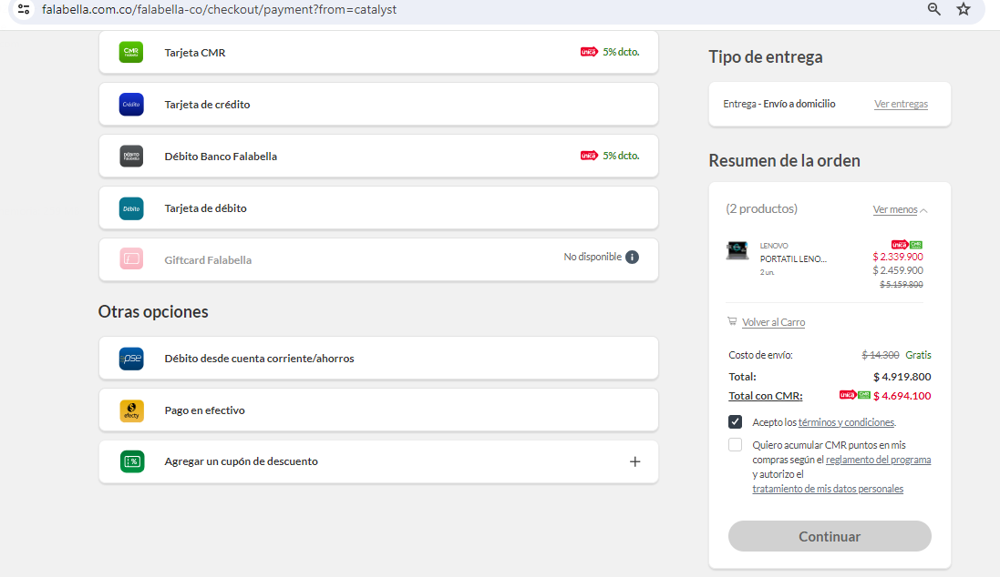 falabella.com.co/falabella-co/checkout/payment?from=catalyst
CMR
Falabella
Tarjeta CMR
única
5% dcto.
Crédito
Tarjeta de crédito
DÉBITO
Falabella
Débito Banco Falabella
única
5% dcto.
Débito
Tarjeta de débito
Giftcard Falabella
No disponible
Otras opciones
pse
Débito desde cuenta corriente/ahorros
efecty
Pago en efectivo
Agregar un cupón de descuento
Tipo de entrega
Entrega - Envío a domicilio
Ver entregas
Resumen de la orden
(2 productos)
Ver menos
única CMR
LENOVO
$ 2.339.900
PORTATIL LENO...
$ 2.459.900
2 un.
$ 5.159.800
Volver al Carro
Costo de envío: $ 14.300 Gratis
Total: $ 4.919.800
Total con CMR: única CMR $ 4.694.100
Acepto los términos y condiciones.
Quiero acumular CMR puntos en mis
compras según el reglamento del programa
y autorizo el
tratamiento de mis datos personales
Continuar